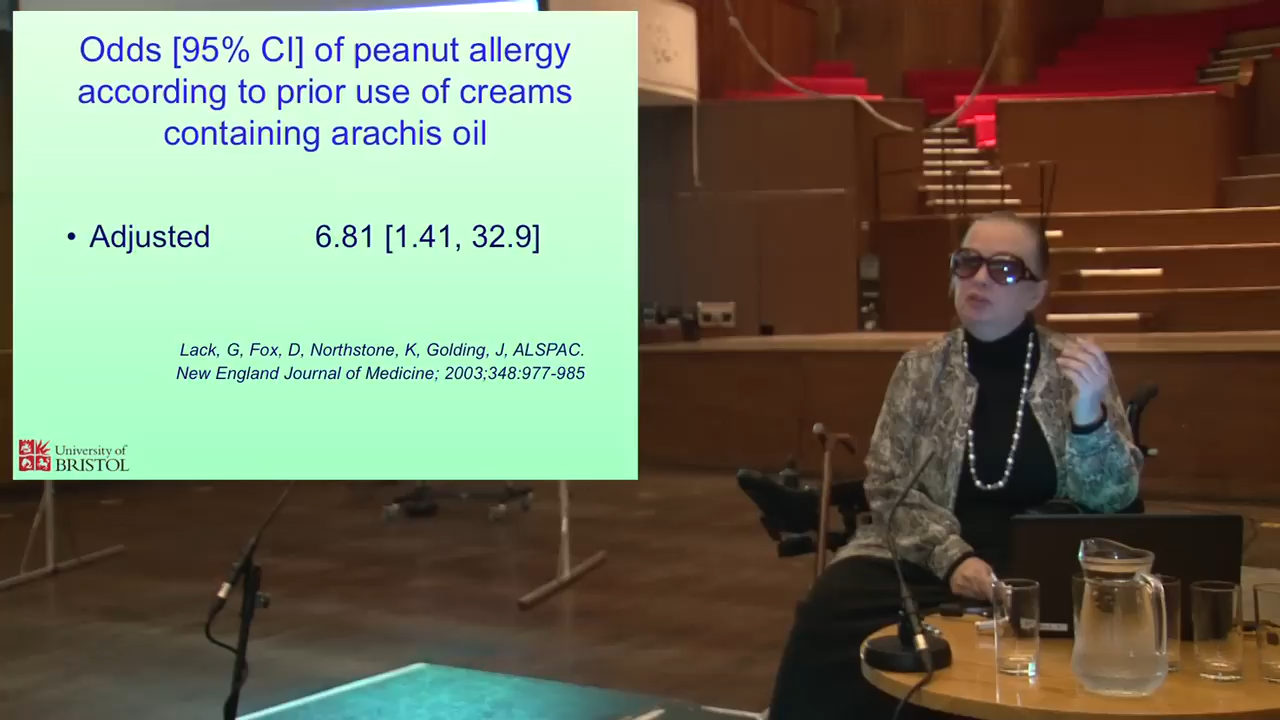 Odds [95% CI] of peanut allergy
according to prior use of creams
containing arachis oil
• Adjusted 6.81 [1.41, 32.9]
Lack, G, Fox, D, Northstone, K, Golding, J, ALSPAC.
New England Journal of Medicine; 2003;348:977-985
University of
BRISTOL